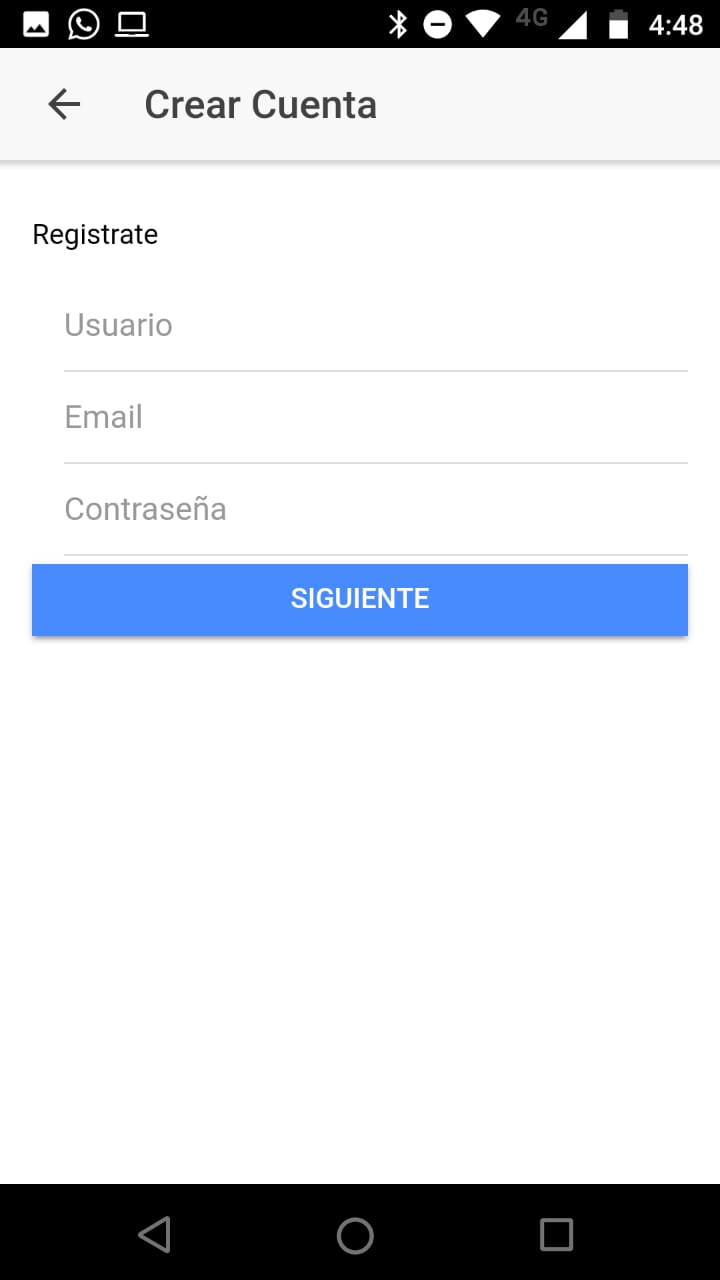 4G 4:48
Crear Cuenta
Registrate
Usuario
Email
Contraseña
SIGUIENTE